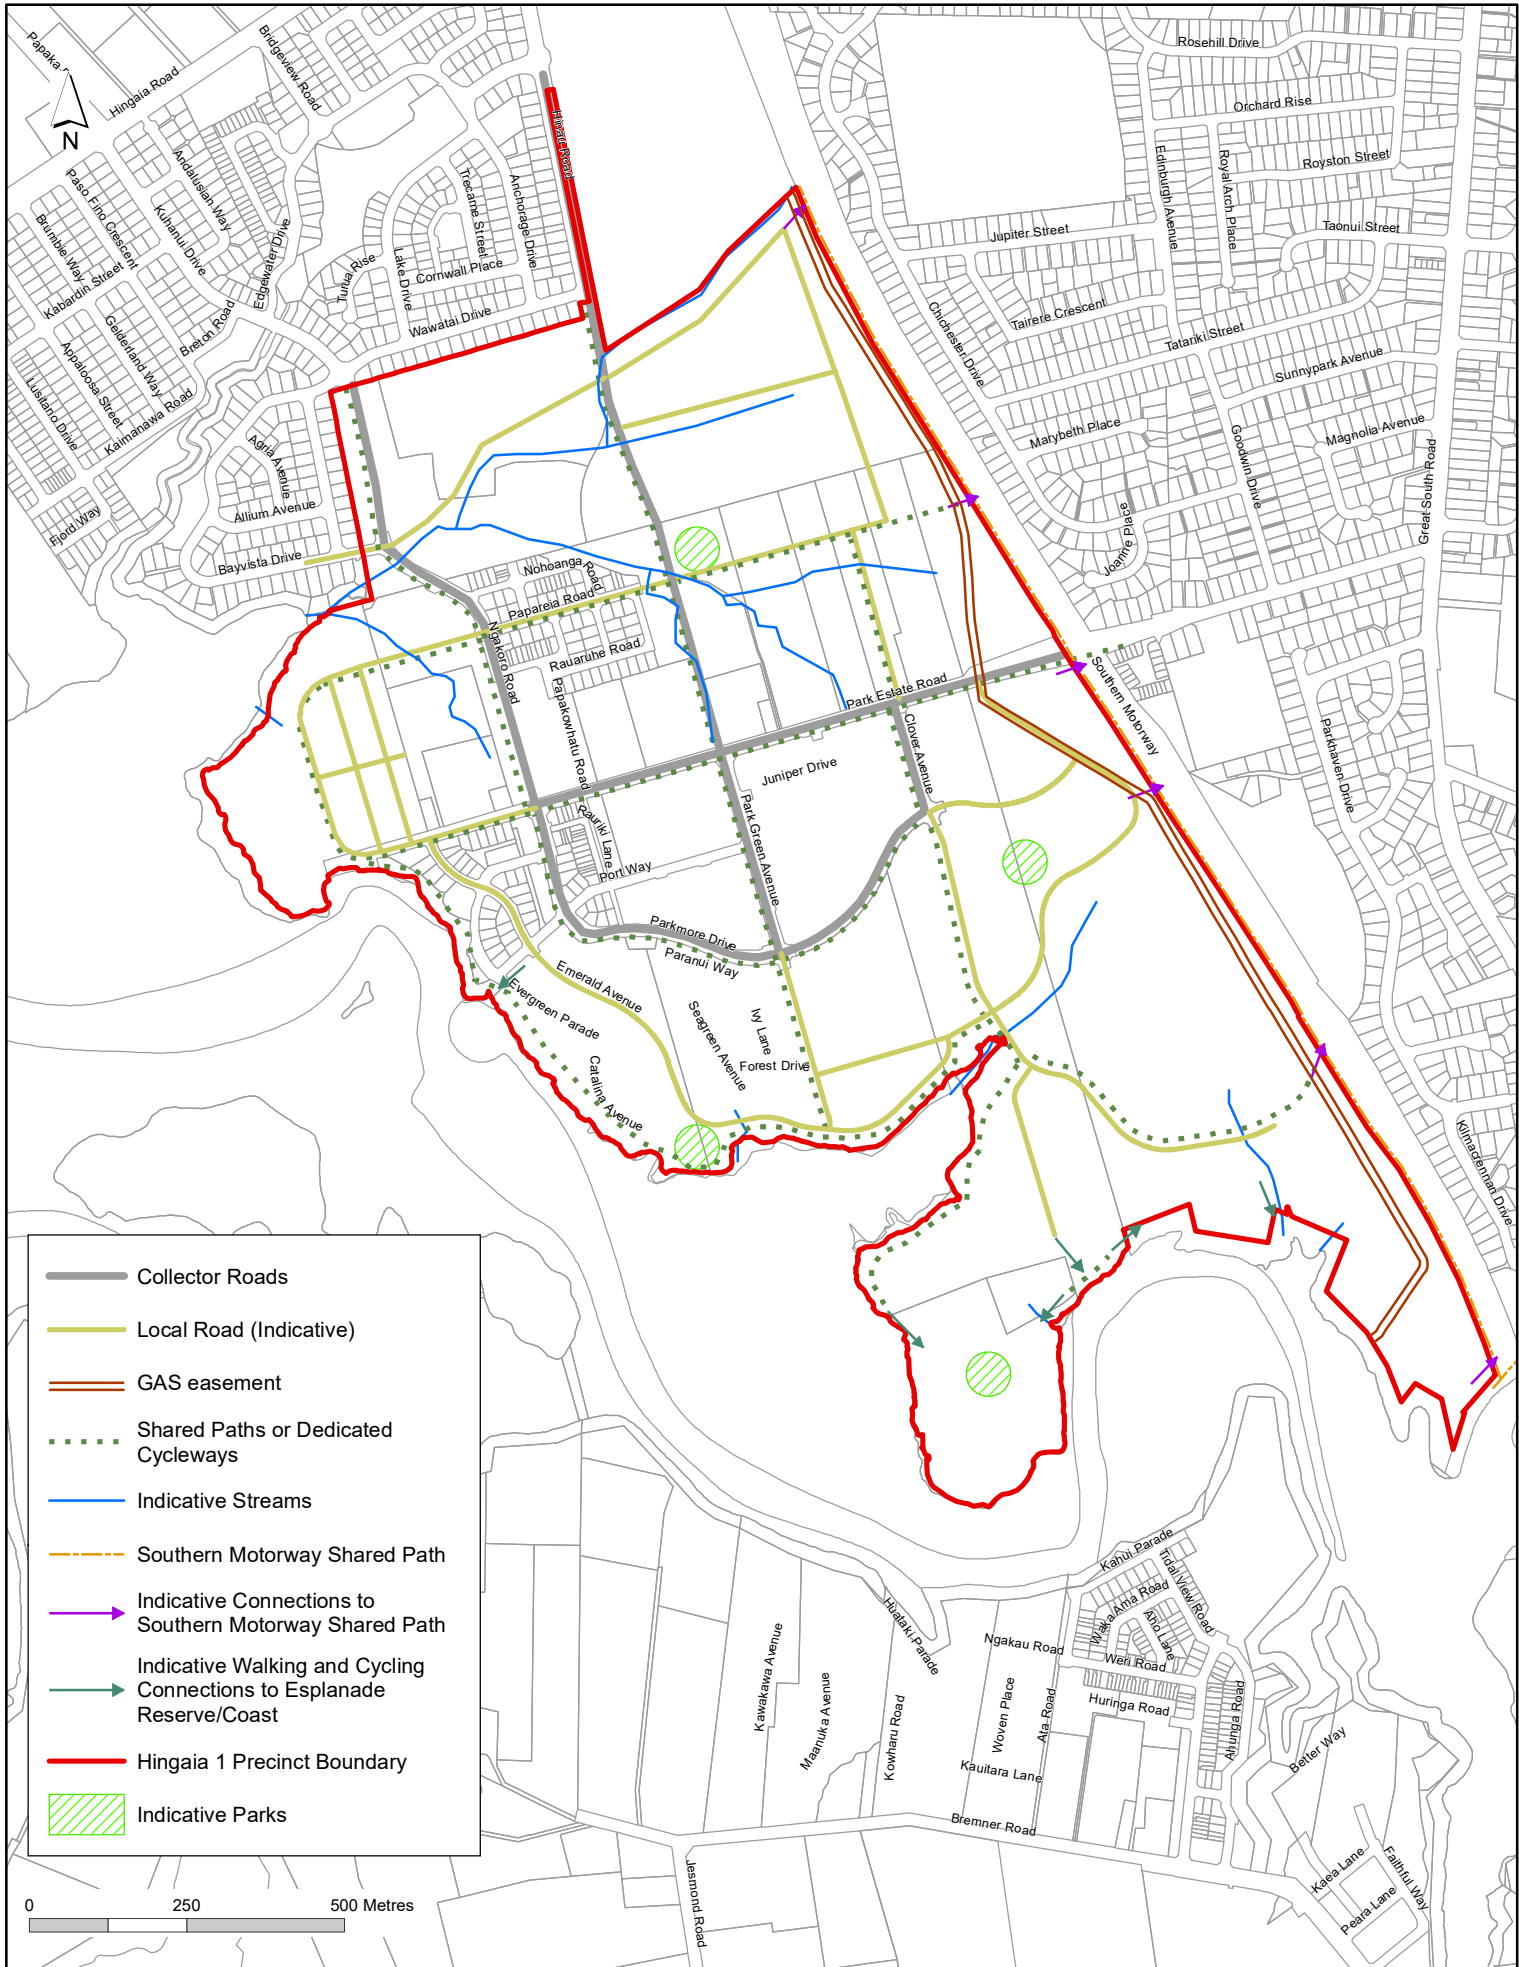 Papaka
Hingaia Road
Bridgeview Road
Rosehill Drive
N
Hinau Road
Orchard Rise
Andalusian Way
Paso Fino Crescent
Trecarne Street
Anchorage Drive
Edinburgh Avenue
Royal Arch Place
Royston Street
Brumbie Way
Kuhanui Drive
Edgewater Drive
Jupiter Street
Taonui Street
Kabardin Street
Turua Rise
Lake Drive
Cornwall Place
Wawatai Drive
Gelderland Way
Breton Road
Chichester Drive
Tairere Crescent
Tatariki Street
Appaloosa Street
Lusitano Drive
Kaimanawa Road
Sunnypark Avenue
Agria Avenue
Marybeth Place
Goodwin Drive
Magnolia Avenue
Great South Road
Fjord Way
Allium Avenue
Joanne Place
Bayvista Drive
Nohoanga Road
Papareia Road
Ngakoro Road
Rauaruhe Road
Papakowhatu Road
Park Estate Road
Southern Motorway
Clover Avenue
Parkhaven Drive
Juniper Drive
Park Green Avenue
Rauriki Lane
Port Way
Parkmore Drive
Paranui Way
Emerald Avenue
Evergreen Parade
Seagreen Avenue
Ivy Lane
Forest Drive
Catalina Avenue
Kilmacrennan Drive
Collector Roads
Local Road (Indicative)
GAS easement
Shared Paths or Dedicated
Cycleways
Indicative Streams
Southern Motorway Shared Path
Indicative Connections to
Southern Motorway Shared Path
Indicative Walking and Cycling
Connections to Esplanade
Reserve/Coast
Hingaia 1 Precinct Boundary
Indicative Parks
Kahui Parade
Tidal View Road
Waka Ama Road
Aho Lane
Huataki Parade
Ngakau Road
Weri Road
Kawakawa Avenue
Maanuka Avenue
Kowharu Road
Woven Place
Ata Road
Huringa Road
Ahunga Road
Kauitara Lane
Better Way
Bremner Road
Jesmond Road
Kaea Lane
Faithful Way
Peara Lane
0 250 500 Metres